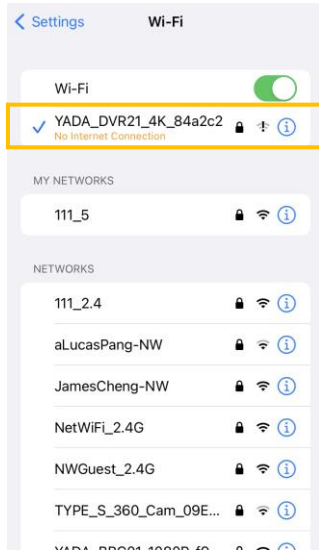 Settings Wi-Fi
Wi-Fi
YADA_DVR21_4K_84a2c2
No Internet Connection
MY NETWORKS
111_5
NETWORKS
111_2.4
aLucasPang-NW
JamesCheng-NW
NetWiFi_2.4G
NWGuest_2.4G
TYPE_S_360_Cam_09E...